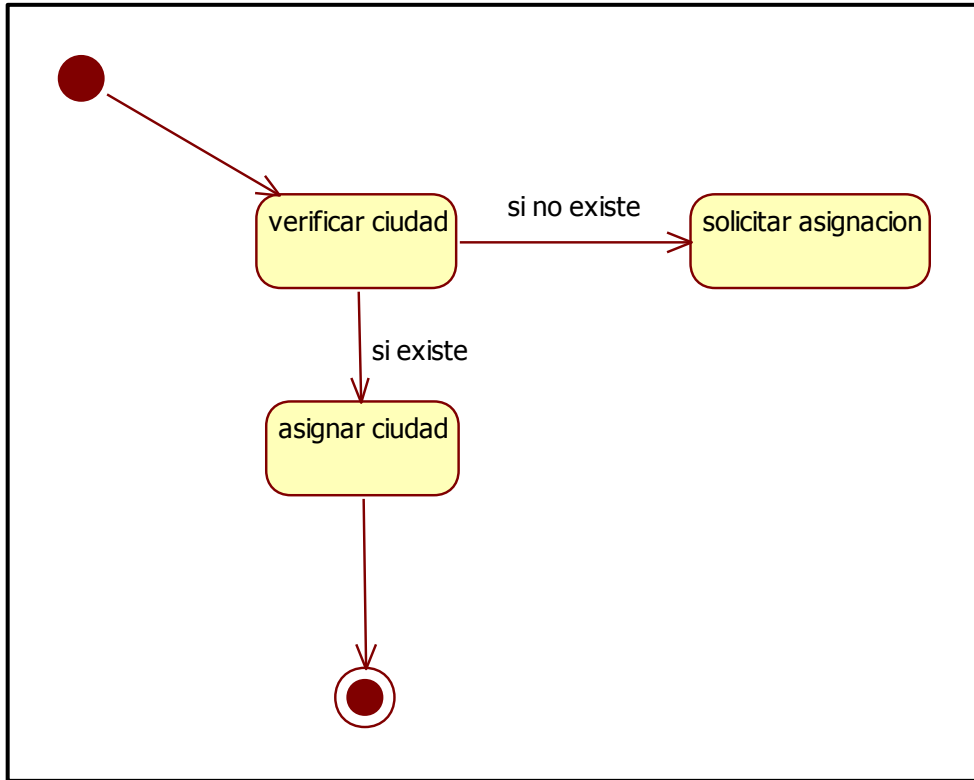 verificar ciudad
si no existe
solicitar asignacion
si existe
asignar ciudad